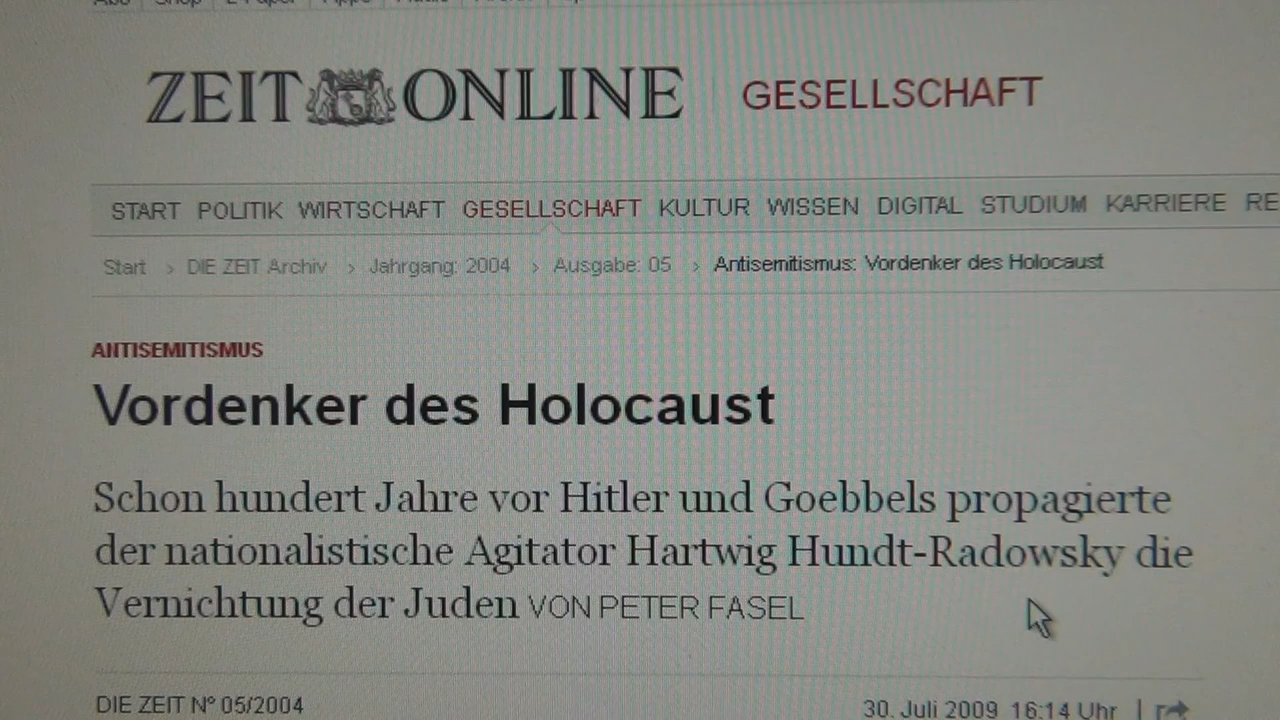 ZEIT ONLINE GESELLSCHAFT
START POLITIK WIRTSCHAFT GESELLSCHAFT KULTUR WISSEN DIGITAL STUDIUM KARRIERE
Start › DIE ZEIT Archiv › Jahrgang: 2004 › Ausgabe: 05 › Antisemitismus: Vordenker des Holocaust
ANTISEMITISMUS
Vordenker des Holocaust
Schon hundert Jahre vor Hitler und Goebbels propagierte
der nationalistische Agitator Hartwig Hundt-Radowsky die
Vernichtung der Juden VON PETER FASEL
DIE ZEIT Nº 05/2004
30. Juli 2009 16:14 Uhr |